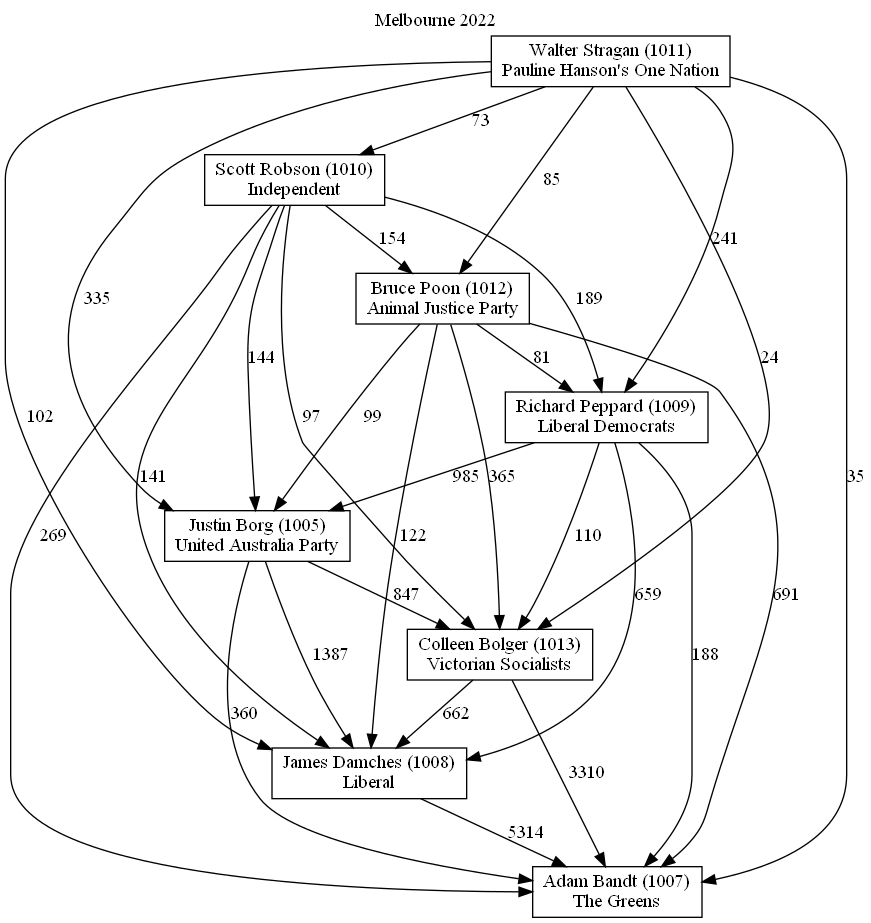 Melbourne 2022
Walter Stragan (1011)
Pauline Hanson's One Nation
73
Scott Robson (1010)
Independent
85
154
241
335
189
Bruce Poon (1012)
Animal Justice Party
144
81
24
102
97
99
Richard Peppard (1009)
Liberal Democrats
141
985
365
35
Justin Borg (1005)
United Australia Party
269
122
110
847
659
691
Colleen Bolger (1013)
Victorian Socialists
1387
188
360
662
James Damches (1008)
Liberal
3310
5314
Adam Bandt (1007)
The Greens